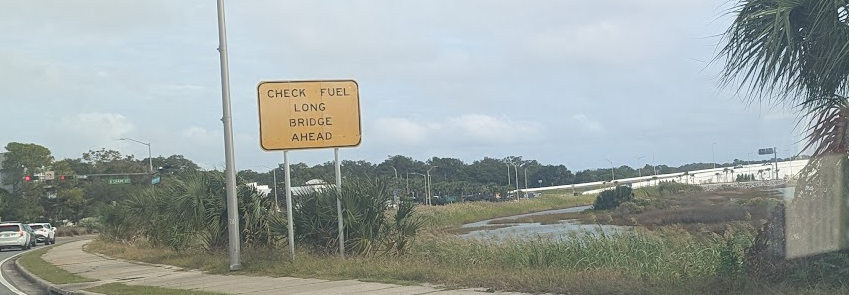 CHECK FUEL
LONG
BRIDGE
AHEAD